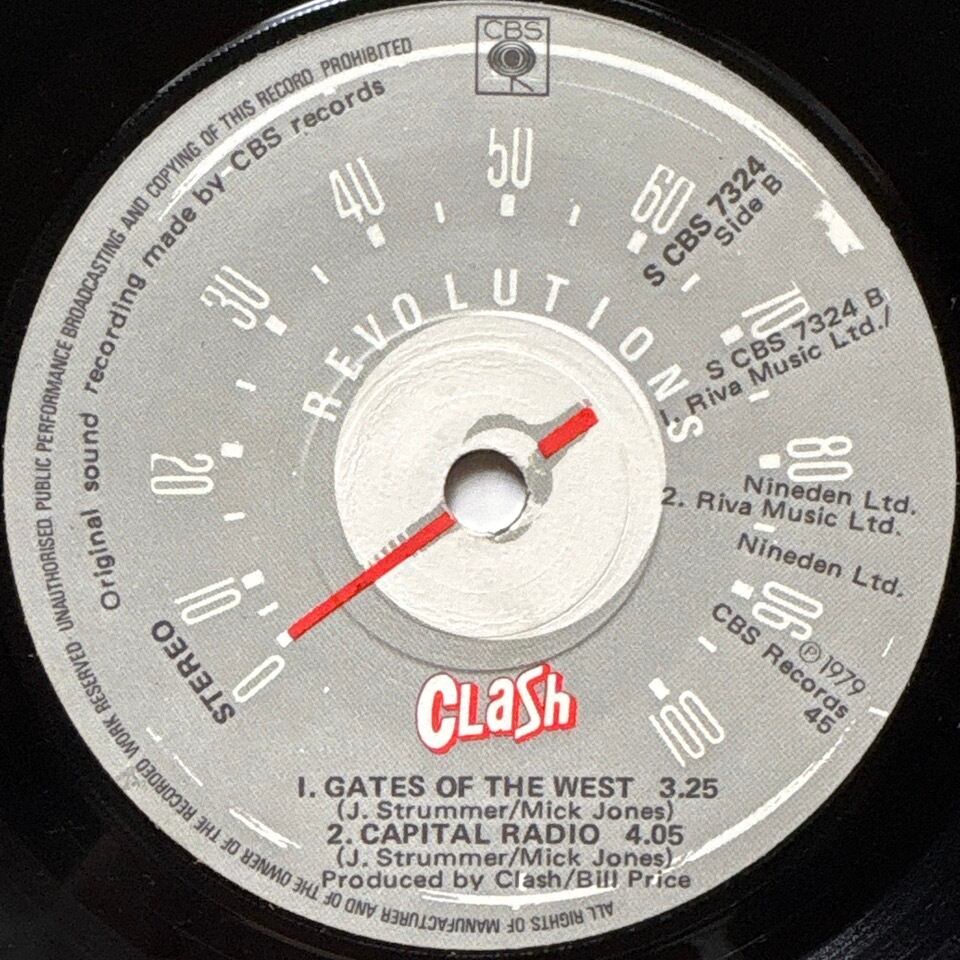 CBS
ALL RIGHTS OF MANUFACTURER AND OF THE OWNER OF THE RECORDED WORK RESERVED. UNAUTHORISED PUBLIC PERFORMANCE BROADCASTING AND COPYING OF THIS RECORD PROHIBITED
Original sound recording made by CBS records
STEREO
0
10
20
30
40
50
60
70
80
90
100
REVOLUTIONS
S CBS 7324
Side B
S CBS 7324 B
1. Riva Music Ltd./
Nineden Ltd.
2. Riva Music Ltd.
Nineden Ltd.
℗ 1979
CBS Records
45
CLaSh
1. GATES OF THE WEST 3.25
(J. Strummer/Mick Jones)
2. CAPITAL RADIO 4.05
(J. Strummer/Mick Jones)
Produced by Clash/Bill Price